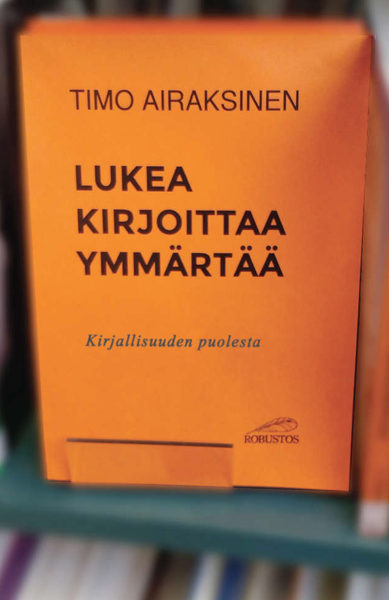 TIMO AIRAKSINEN
LUKEA
KIRJOITTAA
YMMÄRTÄÄ
Kirjallisuuden puolesta
ROBUSTOS